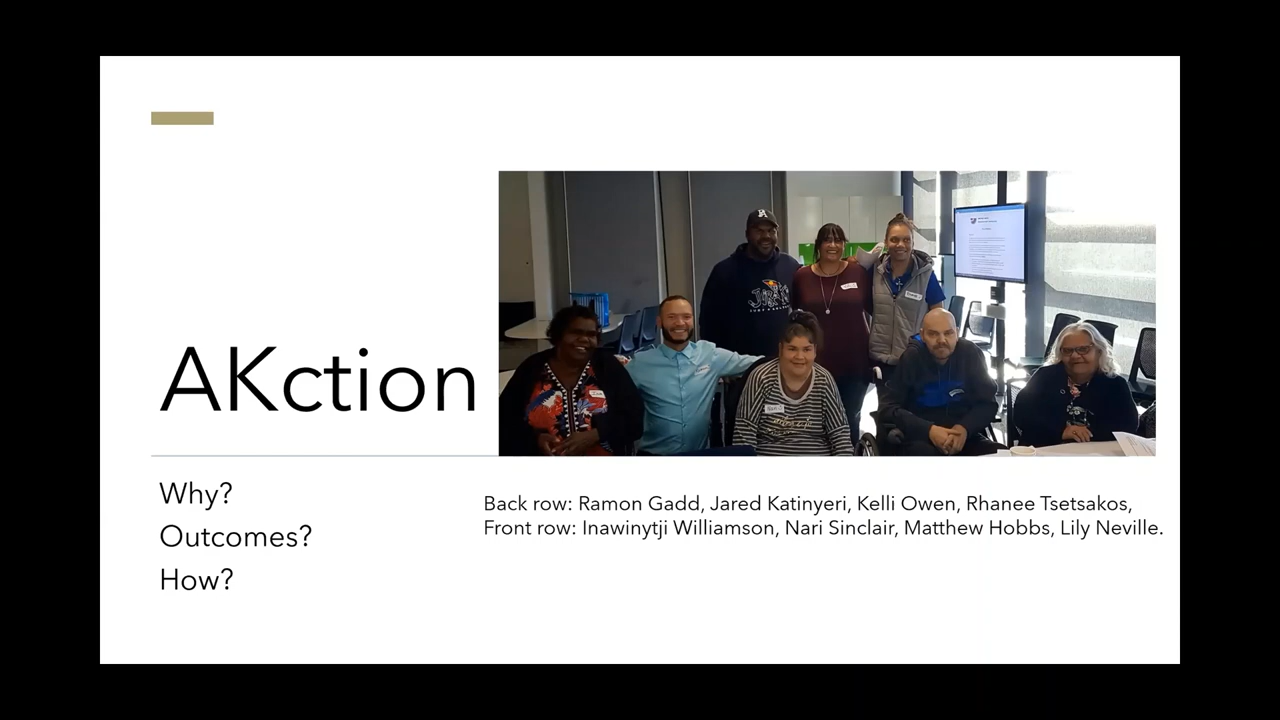 AKction
Why?
Outcomes?
How?
Back row: Ramon Gadd, Jared Katinyeri, Kelli Owen, Rhanee Tsetsakos,
Front row: Inawinytji Williamson, Nari Sinclair, Matthew Hobbs, Lily Neville.